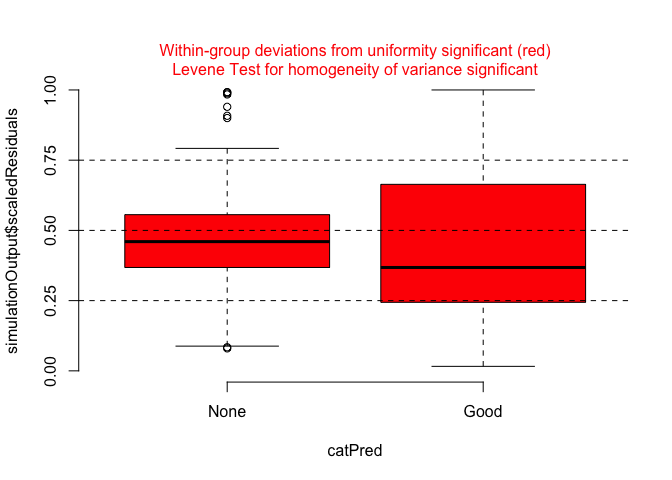 Within-group deviations from uniformity significant (red)
Levene Test for homogeneity of variance significant
simulationOutput$scaledResiduals
1.00
0.75
0.50
0.25
0.00
None
Good
catPred